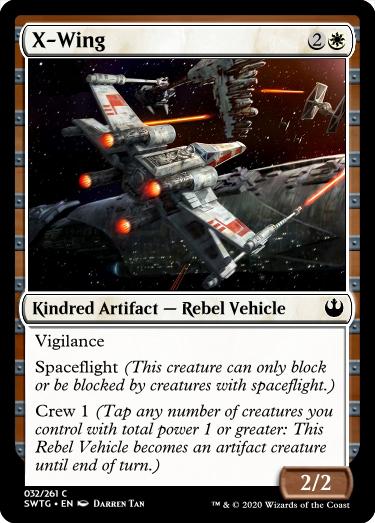 X-Wing 2
Kindred Artifact — Rebel Vehicle
Vigilance
Spaceflight (This creature can only block
or be blocked by creatures with spaceflight.)
Crew 1 (Tap any number of creatures you
control with total power 1 or greater: This
Rebel Vehicle becomes an artifact creature
until end of turn.)
2/2
032/261 C
SWTG • EN Darren Tan
™ & © 2020 Wizards of the Coast